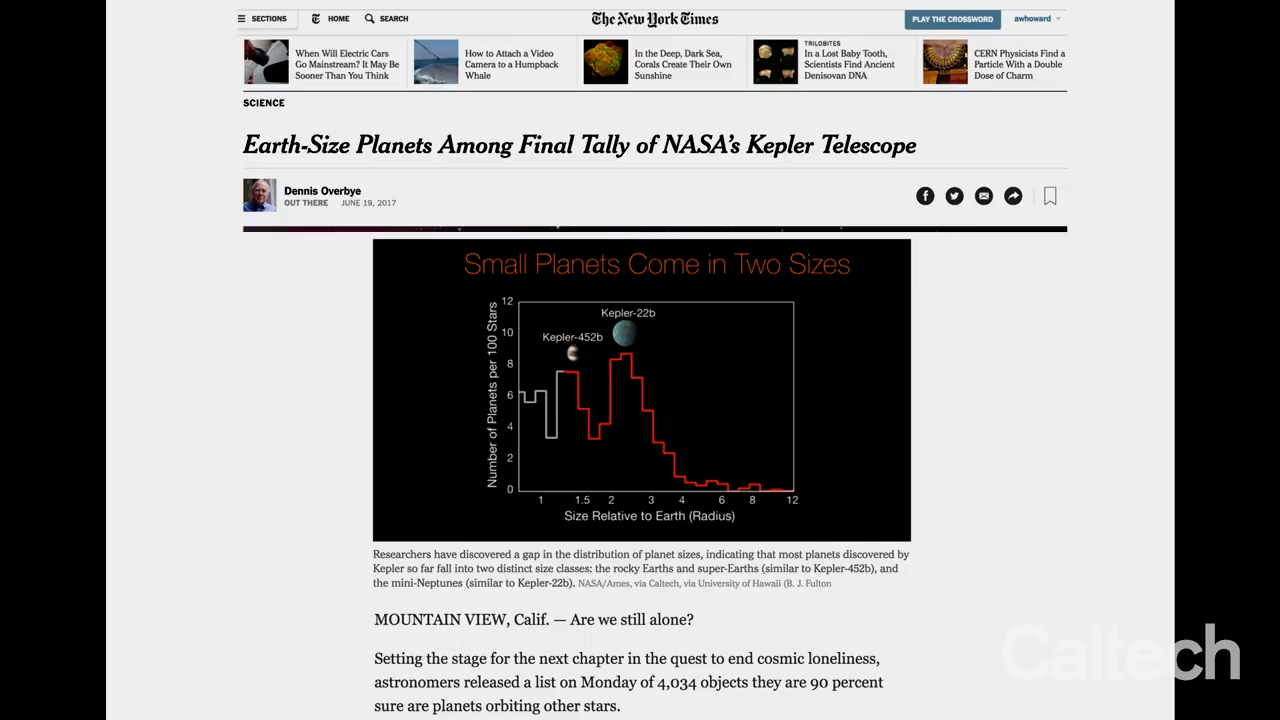 SECTIONS HOME SEARCH The New York Times PLAY THE CROSSWORD awhoward
When Will Electric Cars
Go Mainstream? It May Be
Sooner Than You Think
How to Attach a Video
Camera to a Humpback
Whale
In the Deep, Dark Sea,
Corals Create Their Own
Sunshine
TRILOBITES
In a Lost Baby Tooth,
Scientists Find Ancient
Denisovan DNA
CERN Physicists Find a
Particle With a Double
Dose of Charm
SCIENCE
Earth-Size Planets Among Final Tally of NASA's Kepler Telescope
Dennis Overbye
OUT THERE JUNE 19, 2017
Small Planets Come in Two Sizes
Number of Planets per 100 Stars
12
10
8
6
4
2
0
Kepler-22b
Kepler-452b
1 1.5 2 3 4 6 8 12
Size Relative to Earth (Radius)
Researchers have discovered a gap in the distribution of planet sizes, indicating that most planets discovered by
Kepler so far fall into two distinct size classes: the rocky Earths and super-Earths (similar to Kepler-452b), and
the mini-Neptunes (similar to Kepler-22b). NASA/Ames, via Caltech, via University of Hawaii (B. J. Fulton
MOUNTAIN VIEW, Calif. — Are we still alone?
Setting the stage for the next chapter in the quest to end cosmic loneliness,
astronomers released a list on Monday of 4,034 objects they are 90 percent
sure are planets orbiting other stars.
Caltech